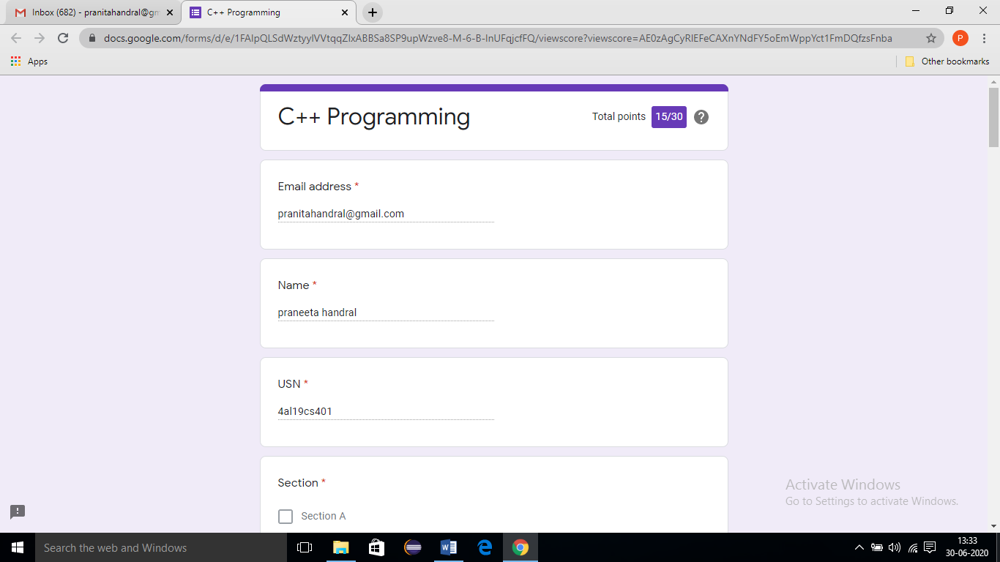 Inbox (682) - pranitahandral@gm
C++ Programming
docs.google.com/forms/d/e/1FAIpQLSdWztyyIVVtqqZIxABBSa8SP9upWzve8-M-6-B-InUFqjcfFQ/viewscore?viewscore=AE0zAgCyRIEFeCAXnYNdFY5oEmWppYct1FmDQfzsFnba
P
Apps
Other bookmarks
C++ Programming
Total points 15/30
Email address *
pranitahandral@gmail.com
Name *
praneeta handral
USN *
4al19cs401
Section *
Section A
Activate Windows
Go to Settings to activate Windows.
Search the web and Windows
13:33
30-06-2020